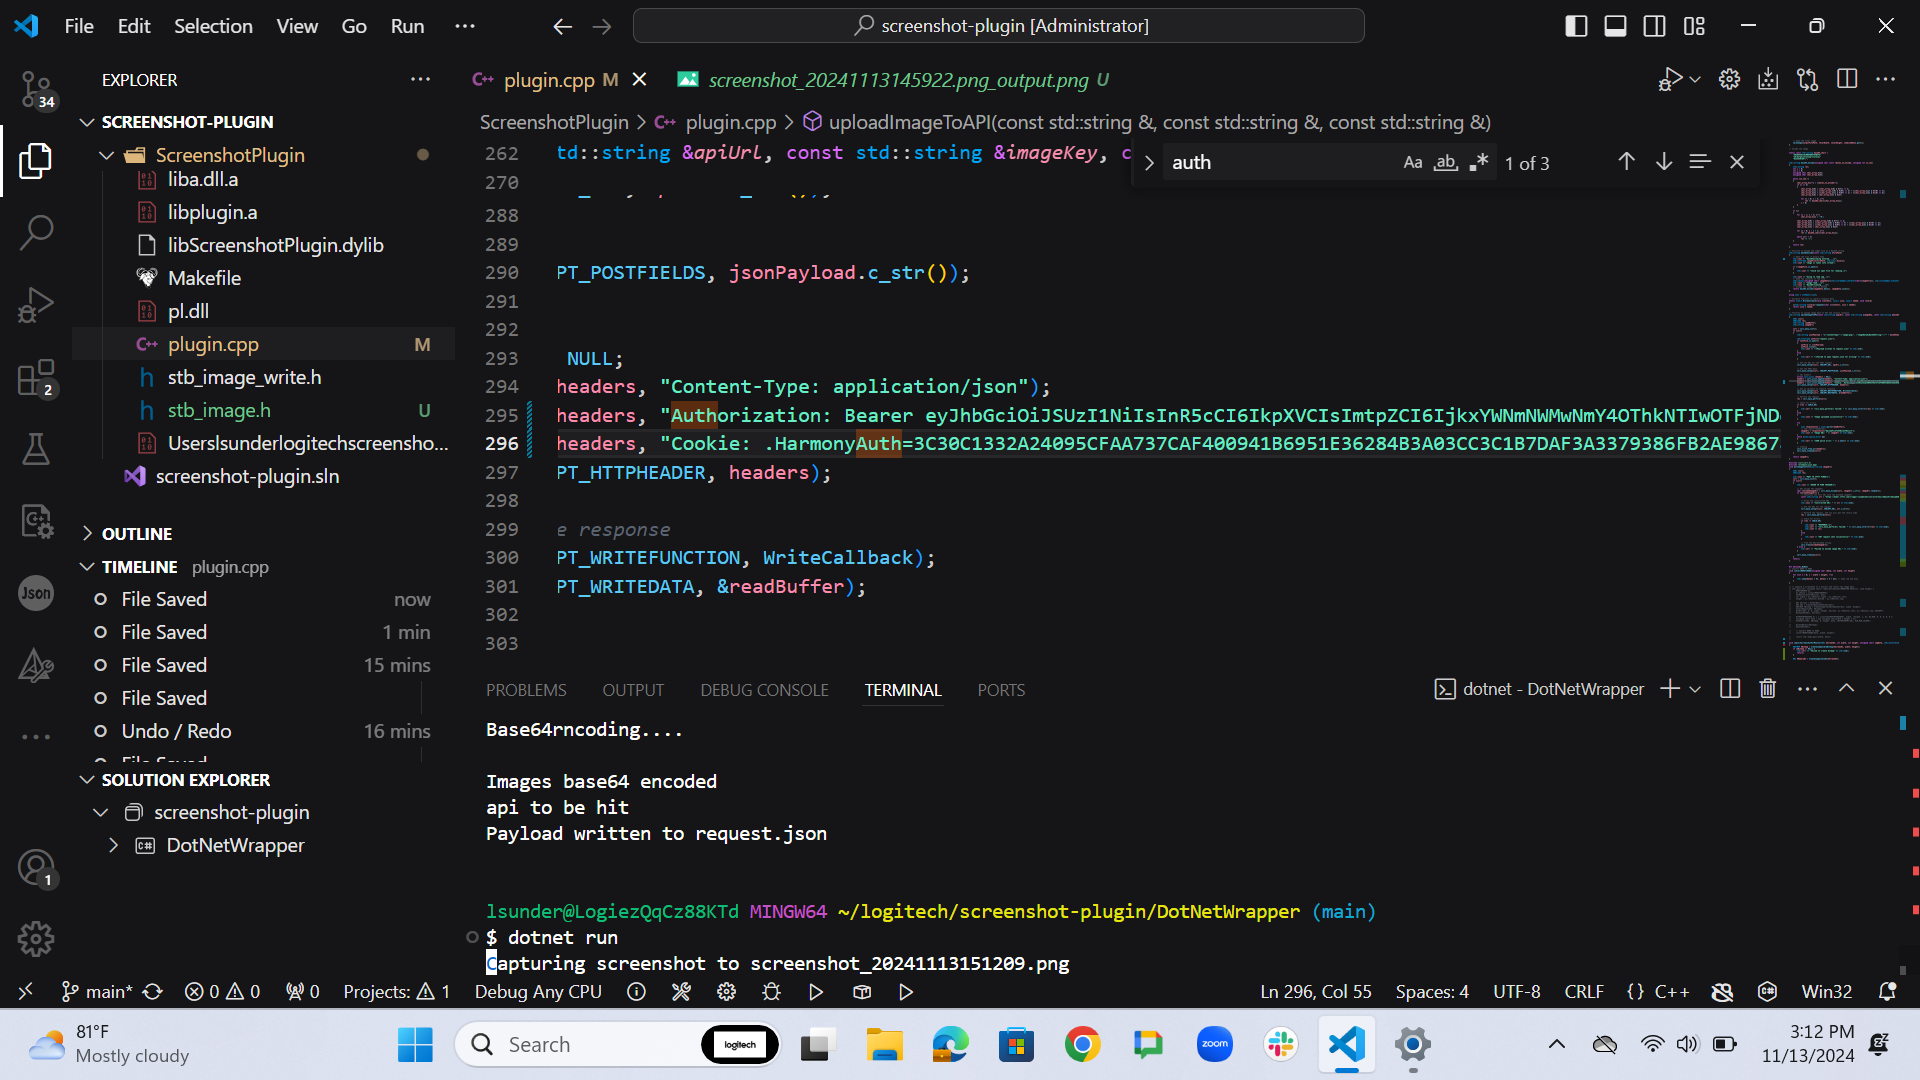 File Edit Selection View Go Run ···
screenshot-plugin [Administrator]
34
2
Json
1
EXPLORER
SCREENSHOT-PLUGIN
ScreenshotPlugin
liba.dll.a
libplugin.a
libScreenshotPlugin.dylib
Makefile
pl.dll
plugin.cpp M
stb_image_write.h
stb_image.h U
Userslsunderlogitechscreensho...
screenshot-plugin.sln
OUTLINE
TIMELINE plugin.cpp
File Saved now
File Saved 1 min
File Saved 15 mins
File Saved
Undo / Redo 16 mins
SOLUTION EXPLORER
screenshot-plugin
DotNetWrapper
plugin.cpp M
screenshot_20241113145922.png_output.png U
ScreenshotPlugin > plugin.cpp > uploadImageToAPI(const std::string &, const std::string &, const std::string &)
auth Aa ab 1 of 3
262 td::string &apiUrl, const std::string &imageKey, c
270
288
289
290 PT_POSTFIELDS, jsonPayload.c_str());
291
292
293 NULL;
294 headers, "Content-Type: application/json");
295 headers, "Authorization: Bearer eyJhbGciOiJSUzI1NiIsInR5cCI6IkpXVCIsImtpZCI6IjkxYWNmNWMwNmY4OThkNTIwOTFjND
296 headers, "Cookie: .HarmonyAuth=3C30C1332A24095CFAA737CAF400941B6951E36284B3A03CC3C1B7DAF3A3379386FB2AE9867
297 PT_HTTPHEADER, headers);
298
299 e response
300 PT_WRITEFUNCTION, WriteCallback);
301 PT_WRITEDATA, &readBuffer);
302
303
PROBLEMS OUTPUT DEBUG CONSOLE TERMINAL PORTS
dotnet - DotNetWrapper
Base64rncoding....
Images base64 encoded
api to be hit
Payload written to request.json
lsunder@LogiezQqCz88KTd MINGW64 ~/logitech/screenshot-plugin/DotNetWrapper (main)
$ dotnet run
Capturing screenshot to screenshot_20241113151209.png
main* 0 0 0 Projects: 1 Debug Any CPU
Ln 296, Col 55 Spaces: 4 UTF-8 CRLF {} C++ Win32
81°F
Mostly cloudy
Search
logitech
zoom
3:12 PM
11/13/2024